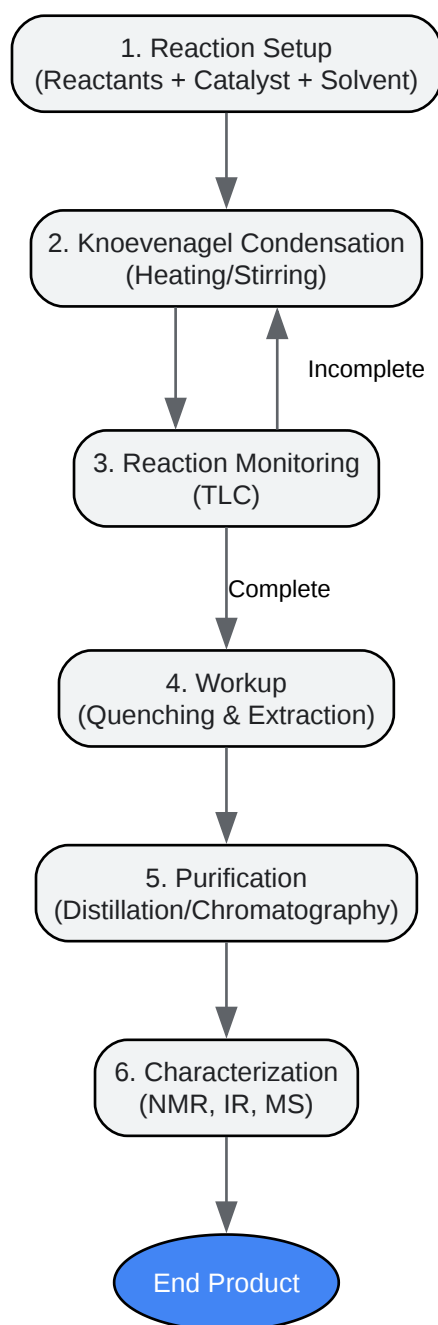 1. Reaction Setup
(Reactants + Catalyst + Solvent)
2. Knoevenagel Condensation
(Heating/Stirring)
Incomplete
3. Reaction Monitoring
(TLC)
Complete
4. Workup
(Quenching & Extraction)
5. Purification
(Distillation/Chromatography)
6. Characterization
(NMR, IR, MS)
End Product